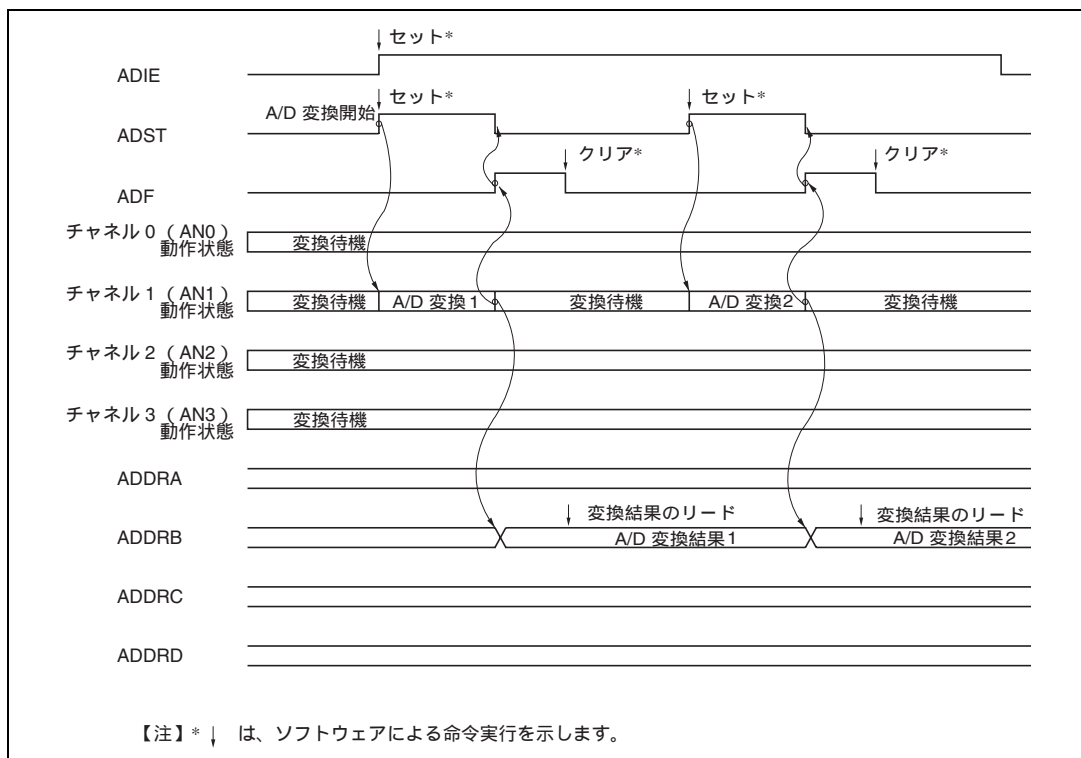 セット*
ADIE
A/D 変換開始 セット* セット*
ADST
クリア* クリア*
ADF
チャネル 0 ( AN0 )
動作状態
変換待機
チャネル 1 ( AN1 )
動作状態
変換待機 A/D 変換 1 変換待機 A/D 変換2 変換待機
チャネル 2 ( AN2 )
動作状態
変換待機
チャネル 3 ( AN3 )
動作状態
変換待機
ADDRA
変換結果のリード 変換結果のリード
ADDRB A/D 変換結果1 A/D 変換結果2
ADDRC
ADDRD
【注】* ↓ は、ソフトウェアによる命令実行を示します。